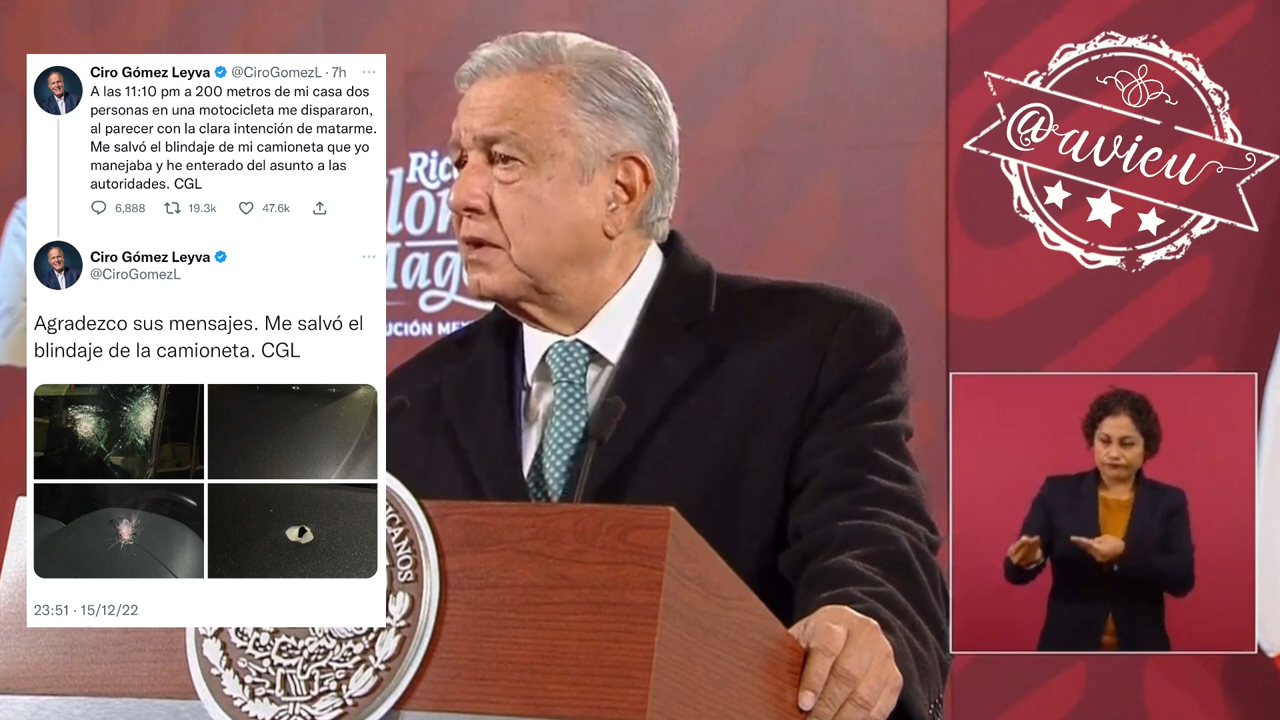 Ciro Gómez Leyva @CiroGomezL · 7h
A las 11:10 pm a 200 metros de mi casa dos
personas en una motocicleta me dispararon,
al parecer con la clara intención de matarme.
Me salvó el blindaje de mi camioneta que yo
manejaba y he enterado del asunto a las
autoridades. CGL
6,888 19.3k 47.6k
Ciro Gómez Leyva
@CiroGomezL
Agradezco sus mensajes. Me salvó el
blindaje de la camioneta. CGL
23:51 · 15/12/22
@avieu